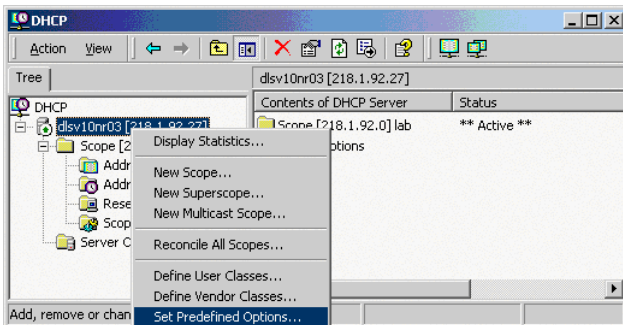 DHCP
Action View
Tree
dlsv10nr03 [218.1.92.27]
DHCP
Contents of DHCP Server Status
dlsv10nr03 [218.1.92.27]
Scope [218.1.92.0] lab ** Active **
Scope [2
Display Statistics...
Addr
New Scope...
Addr
New Superscope...
Rese
New Multicast Scope...
Scop
Server C
Reconcile All Scopes...
Define User Classes...
Define Vendor Classes...
Add, remove or chan
Set Predefined Options...